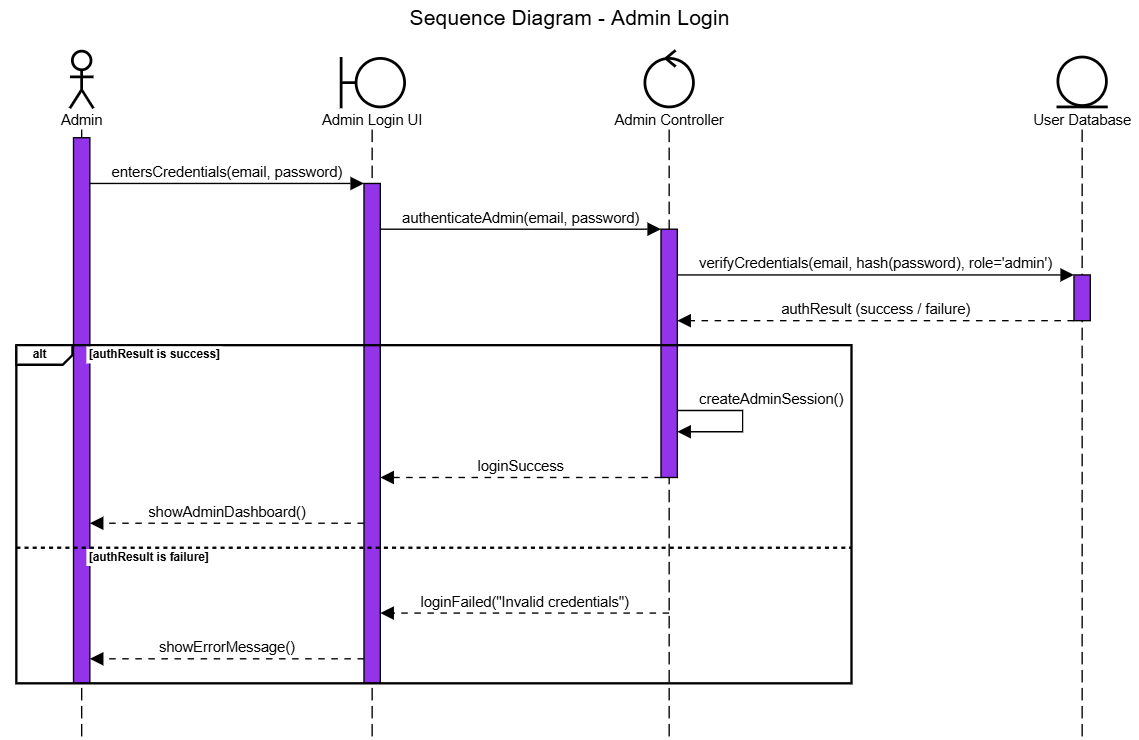 Sequence Diagram - Admin Login
Admin
Admin Login UI
Admin Controller
User Database
entersCredentials(email, password)
authenticateAdmin(email, password)
verifyCredentials(email, hash(password), role='admin')
authResult (success / failure)
alt
[authResult is success]
createAdminSession()
loginSuccess
showAdminDashboard()
[authResult is failure]
loginFailed("Invalid credentials")
showErrorMessage()